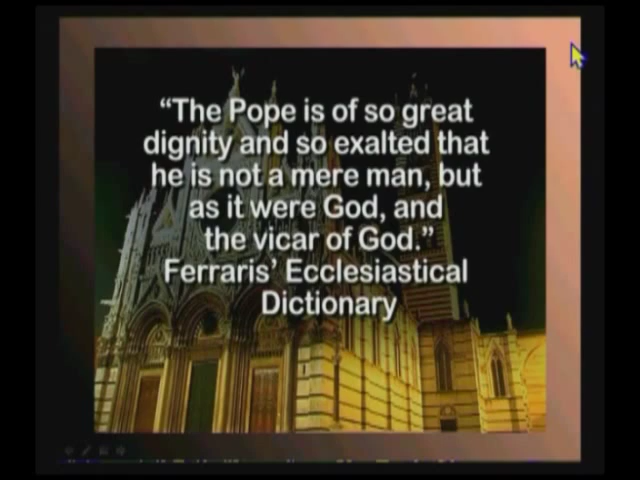 “The Pope is of so great
dignity and so exalted that
he is not a mere man, but
as it were God, and
the vicar of God.”
Ferraris’ Ecclesiastical
Dictionary